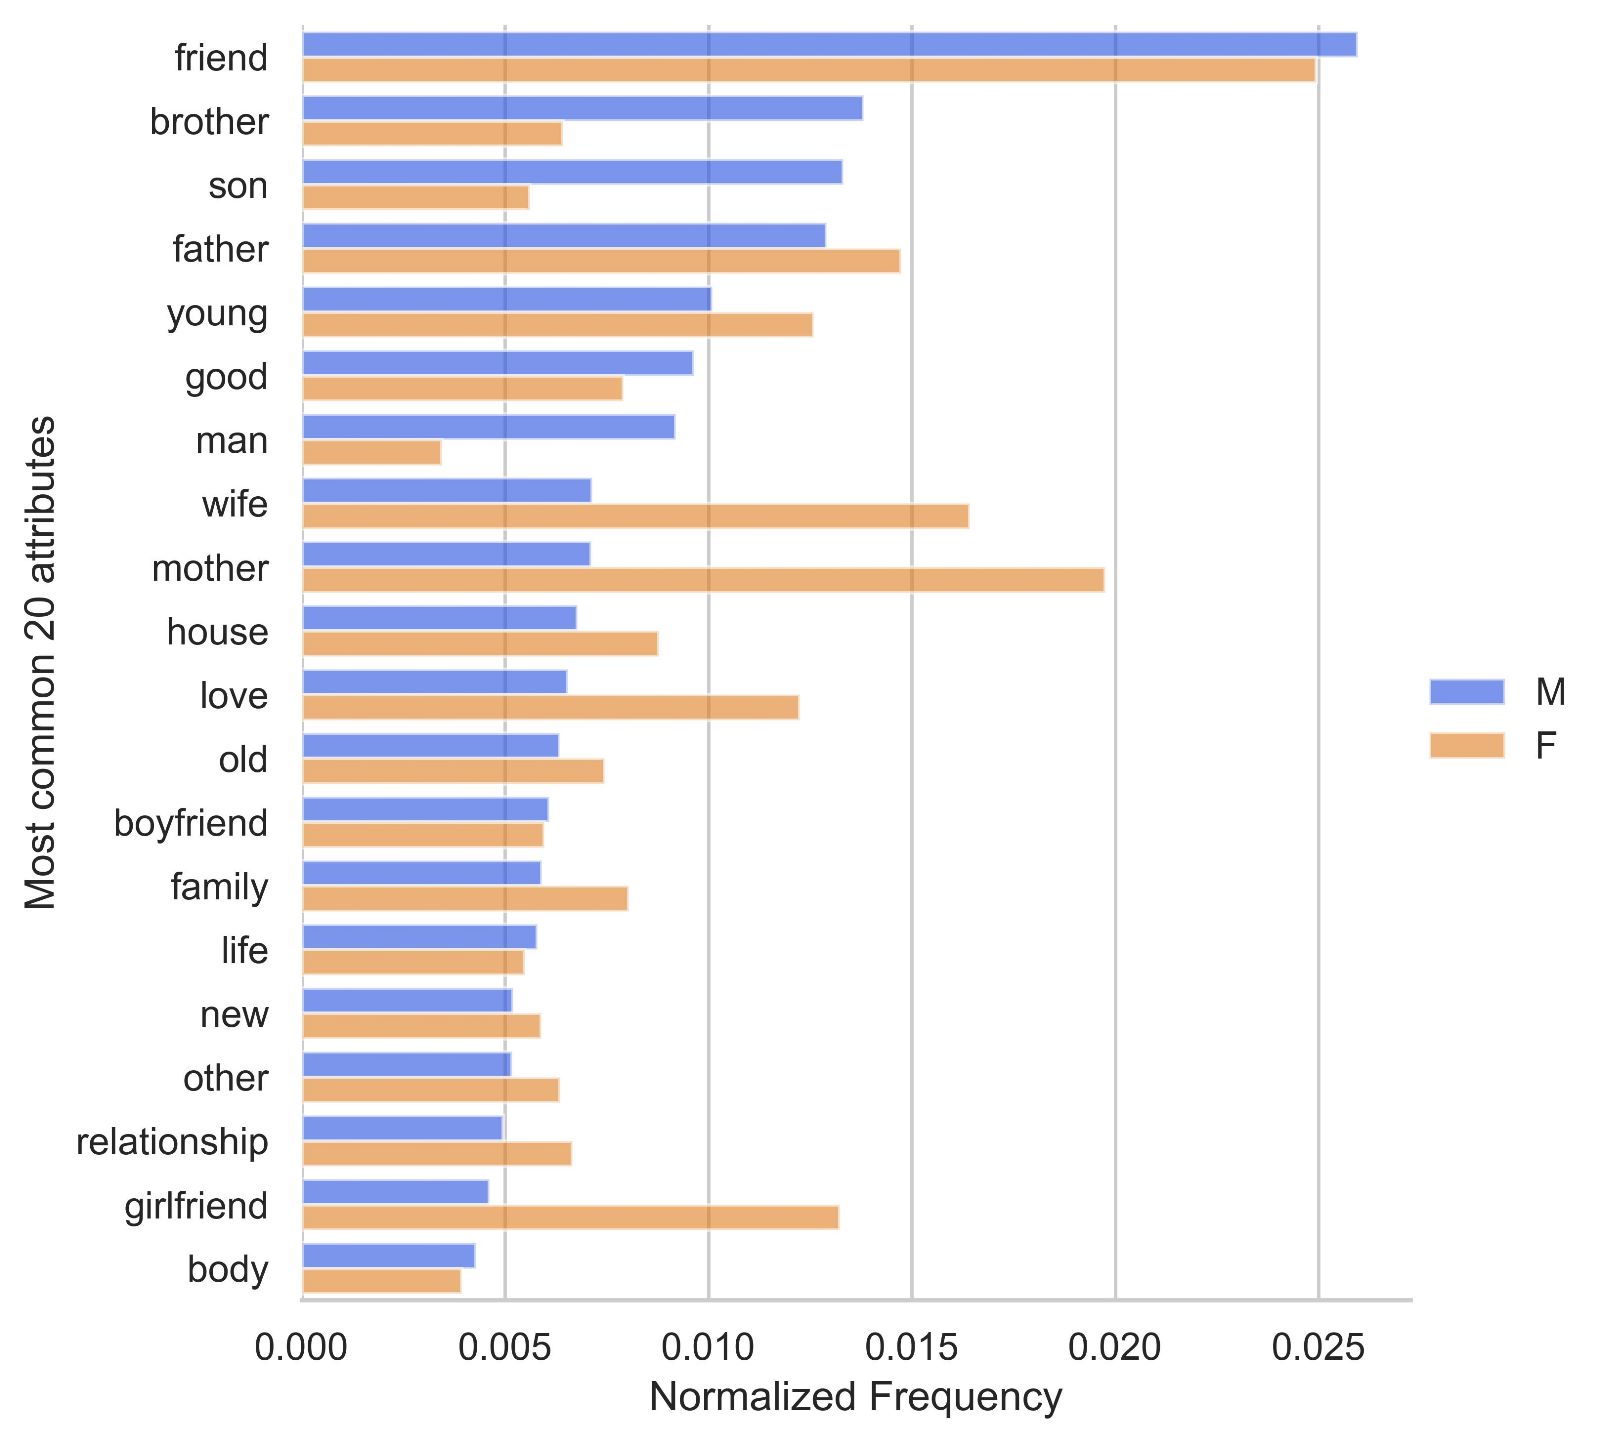 friend
brother
son
father
young
good
man
wife
mother
house
love
old
boyfriend
family
life
new
other
relationship
girlfriend
body
Most common 20 attributes
0.000 0.005 0.010 0.015 0.020 0.025
Normalized Frequency
M
F